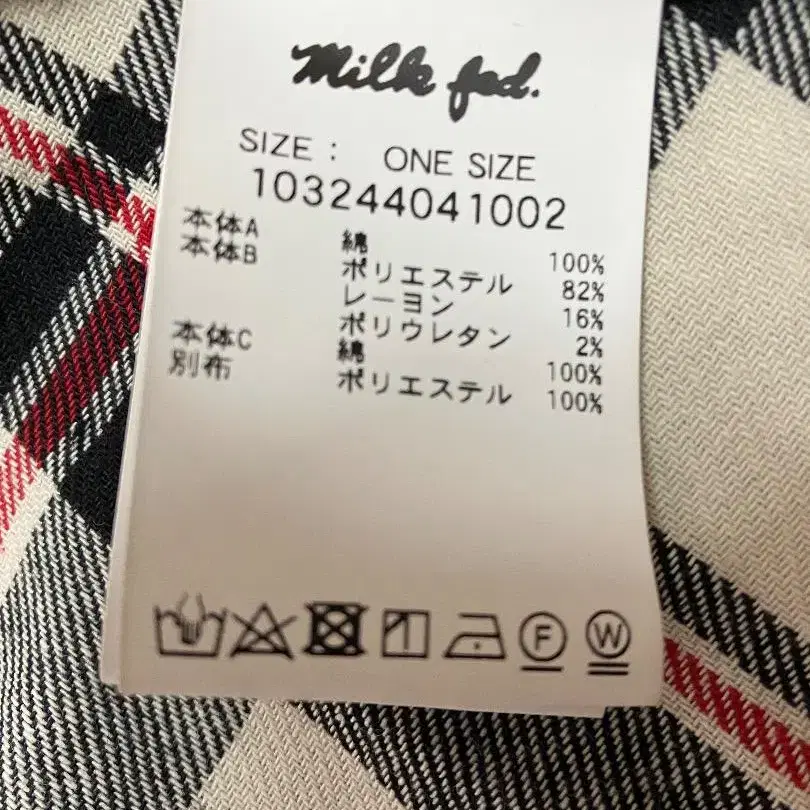 Milk fed.
SIZE : ONE SIZE
103244041002
本体A 綿 100%
本体B ポリエステル 82%
レーヨン 16%
ポリウレタン 2%
本体C 綿 100%
別布 ポリエステル 100%
F W